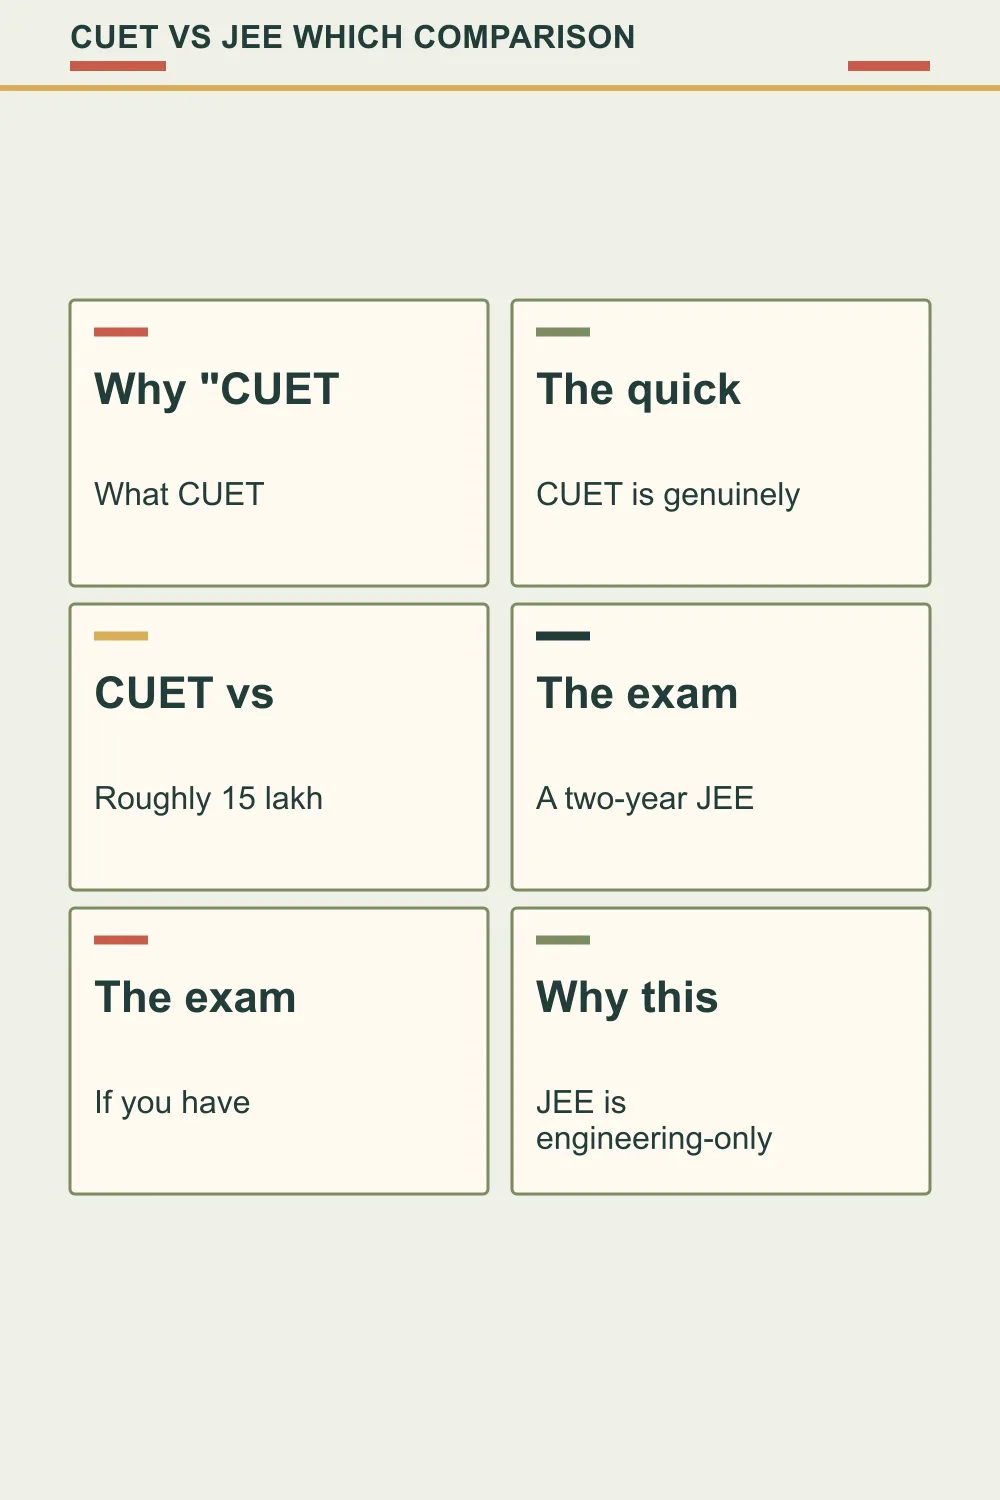 CUET VS JEE WHICH COMPARISON
Why "CUET
What CUET
The quick
CUET is genuinely
CUET vs
Roughly 15 lakh
The exam
A two-year JEE
The exam
If you have
Why this
JEE is
engineering-only